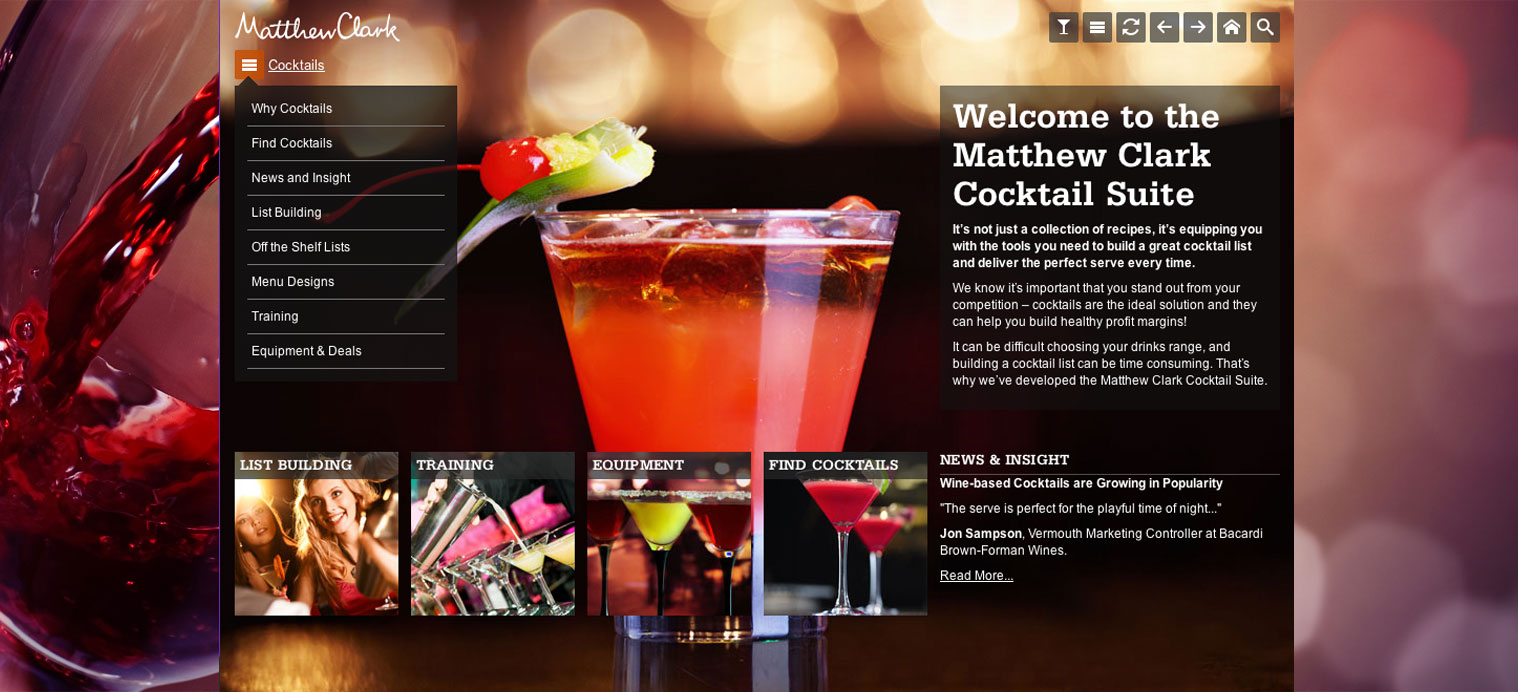 Matthew Clark
Cocktails
Why Cocktails
Find Cocktails
News and Insight
List Building
Off the Shelf Lists
Menu Designs
Training
Equipment & Deals
Welcome to the
Matthew Clark
Cocktail Suite
It’s not just a collection of recipes, it’s equipping you
with the tools you need to build a great cocktail list
and deliver the perfect serve every time.
We know it’s important that you stand out from your
competition – cocktails are the ideal solution and they
can help you build healthy profit margins!
It can be difficult choosing your drinks range, and
building a cocktail list can be time consuming. That’s
why we’ve developed the Matthew Clark Cocktail Suite.
LIST BUILDING
TRAINING
EQUIPMENT
FIND COCKTAILS
NEWS & INSIGHT
Wine-based Cocktails are Growing in Popularity
"The serve is perfect for the playful time of night..."
Jon Sampson, Vermouth Marketing Controller at Bacardi
Brown-Forman Wines.
Read More...